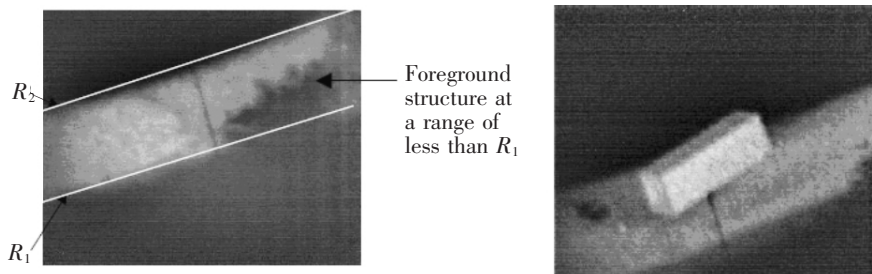 R₂
Foreground
structure at
a range of
less than R₁
R₁